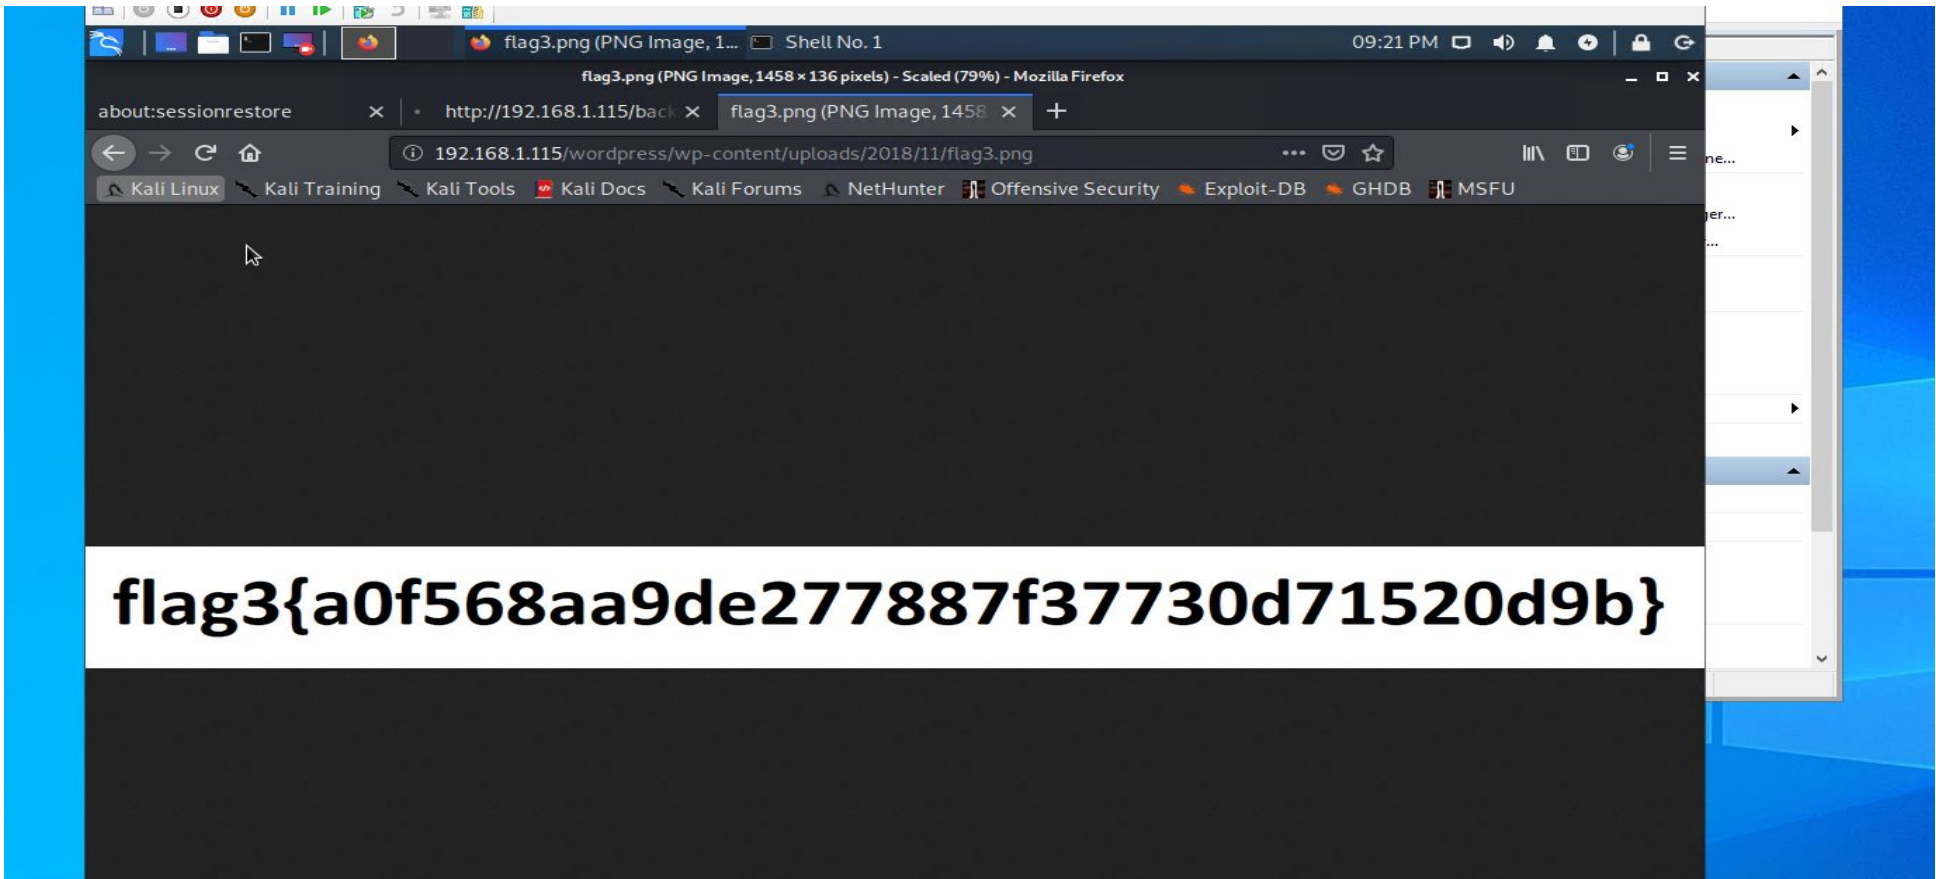 flag3.png (PNG Image, 1... Shell No. 1 09:21 PM
flag3.png (PNG Image, 1458 × 136 pixels) - Scaled (79%) - Mozilla Firefox
about:sessionrestore http://192.168.1.115/back flag3.png (PNG Image, 1458
192.168.1.115/wordpress/wp-content/uploads/2018/11/flag3.png
ne...
Kali Linux Kali Training Kali Tools Kali Docs Kali Forums NetHunter Offensive Security Exploit-DB GHDB MSFU
ger...
...
flag3{a0f568aa9de277887f37730d71520d9b}